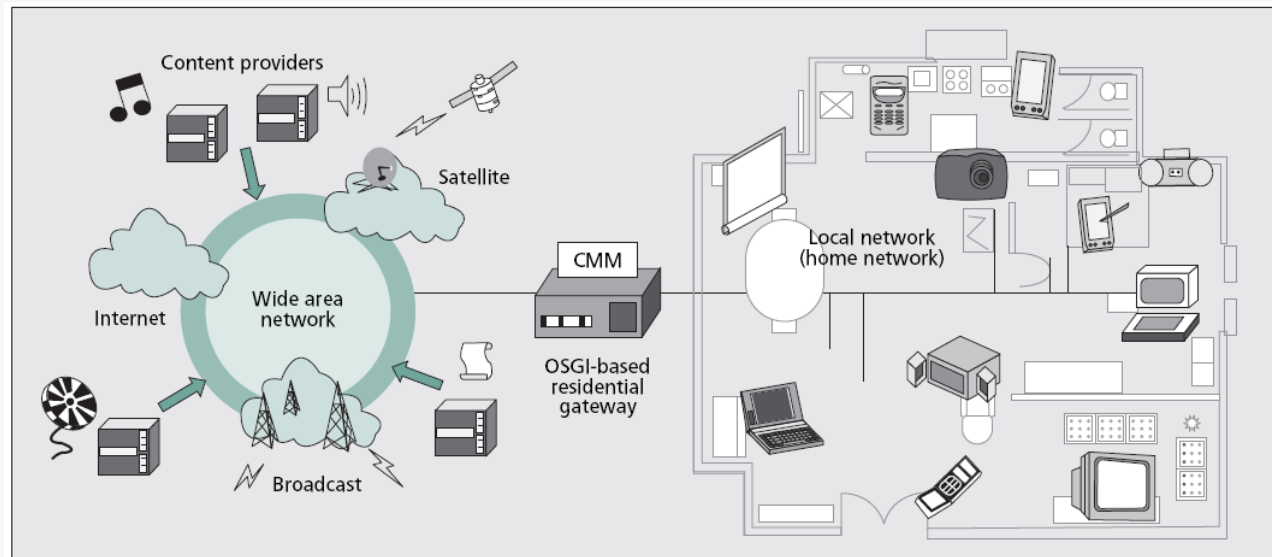 Content providers
Satellite
Internet
Wide area
network
Broadcast
CMM
OSGI-based
residential
gateway
Local network
(home network)